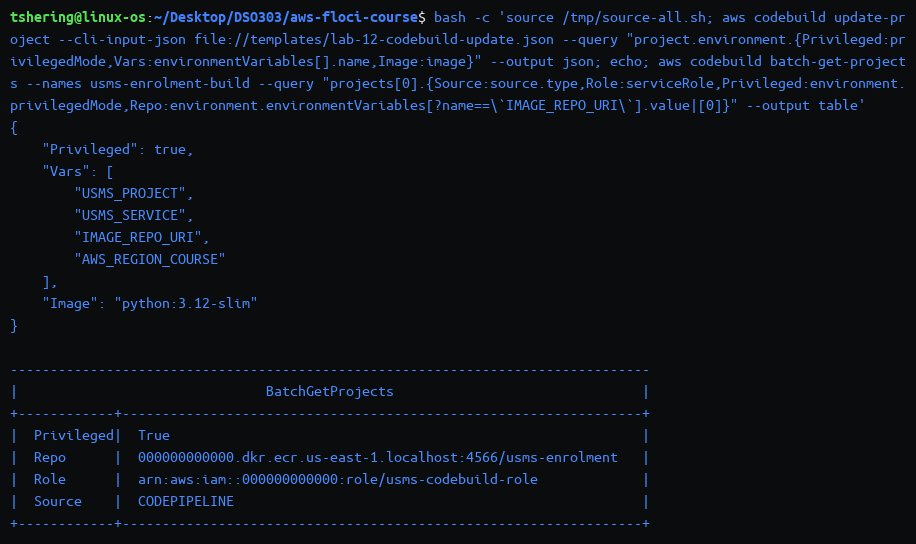 tshering@linux-os:~/Desktop/DSO303/aws-floci-course$ bash -c 'source /tmp/source-all.sh; aws codebuild update-pr
oject --cli-input-json file://templates/lab-12-codebuild-update.json --query "project.environment.{Privileged:pr
ivilegedMode,Vars:environmentVariables[].name,Image:image}" --output json; echo; aws codebuild batch-get-project
s --names usms-enrolment-build --query "projects[0].{Source:source.type,Role:serviceRole,Privileged:environment.
privilegedMode,Repo:environment.environmentVariables[?name==\`IMAGE_REPO_URI\`].value|[0]}" --output table'
{
    "Privileged": true,
    "Vars": [
        "USMS_PROJECT",
        "USMS_SERVICE",
        "IMAGE_REPO_URI",
        "AWS_REGION_COURSE"
    ],
    "Image": "python:3.12-slim"
}

--------------------------------------------------------------------------------
|                               BatchGetProjects                               |
+------------+-----------------------------------------------------------------+
|  Privileged|  True                                                           |
|  Repo      |  000000000000.dkr.ecr.us-east-1.localhost:4566/usms-enrolment   |
|  Role      |  arn:aws:iam::000000000000:role/usms-codebuild-role             |
|  Source    |  CODEPIPELINE                                                   |
+------------+-----------------------------------------------------------------+